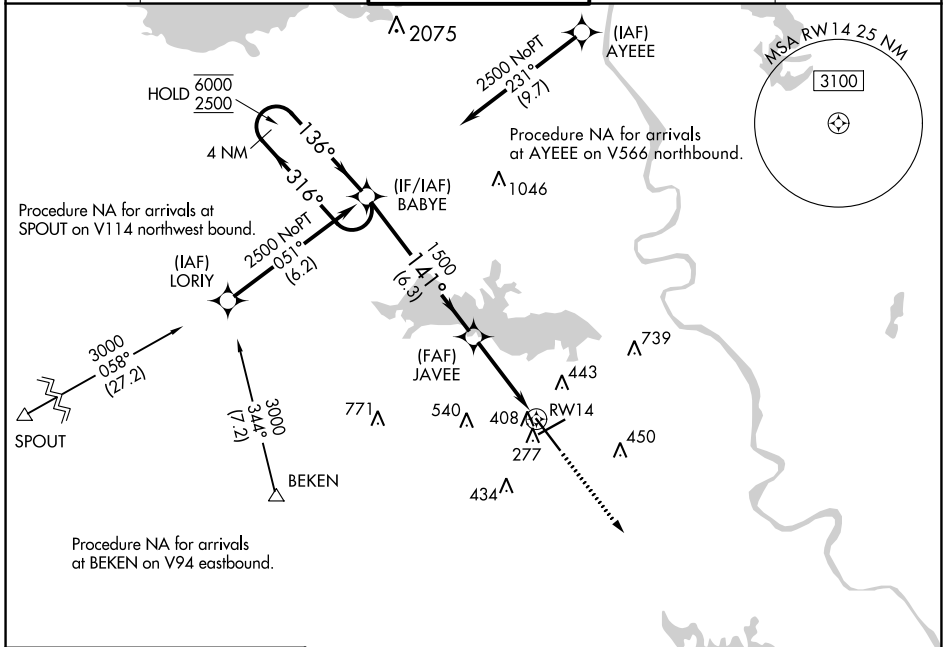 2075
(IAF)
AYEEE
2500 NoPT
231°
(9.7)
MSA RW14 25 NM
3100
HOLD 6000
2500
4 NM
136°
316°
Procedure NA for arrivals
at AYEEE on V566 northbound.
1046
(IF/IAF)
BABYE
Procedure NA for arrivals at
SPOUT on V114 northwest bound.
2500 NoPT
051°
(6.2)
(IAF)
LORIY
1500
141°
(6.3)
3000
058°
(27.2)
SPOUT
3000
344°
(7.2)
BEKEN
(FAF)
JAVEE
739
443
771
540
408
RW14
277
450
434
Procedure NA for arrivals
at BEKEN on V94 eastbound.